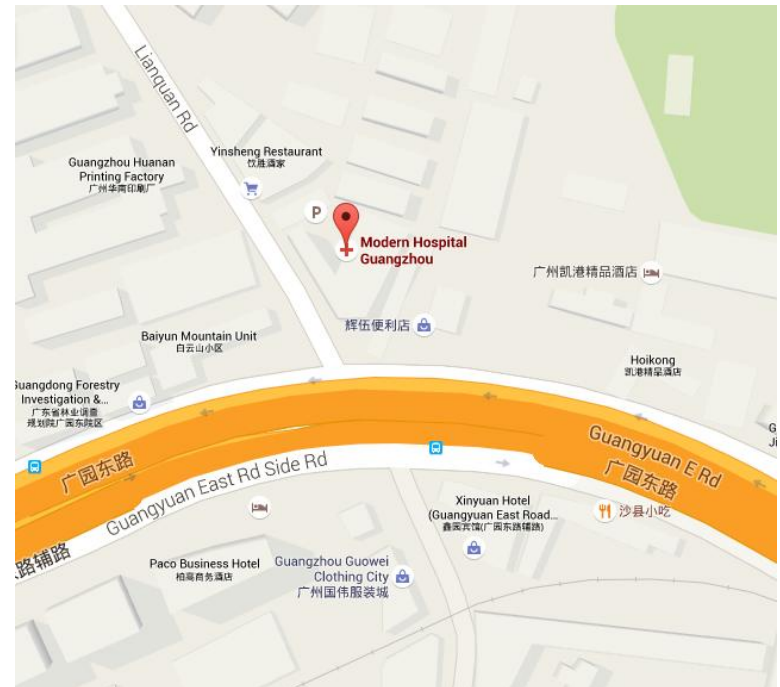 Lianquan Rd
Yinsheng Restaurant
饮胜酒家
Guangzhou Huanan
Printing Factory
广州华南印刷厂
P
Modern Hospital
Guangzhou
广州凯港精品酒店
辉伍便利店
Baiyun Mountain Unit
白云山小区
Hoikong
凯港精品酒店
Guangdong Forestry
Investigation &...
广东省林业调查
规划院广园东院区
Guangyuan E Rd
广园东路
广园东路
Guangyuan East Rd Side Rd
Xinyuan Hotel
(Guangyuan East Road...
鑫园宾馆(广园东路辅路)
沙县小吃
路辅路
Paco Business Hotel
柏高商务酒店
Guangzhou Guowei
Clothing City
广州国伟服装城